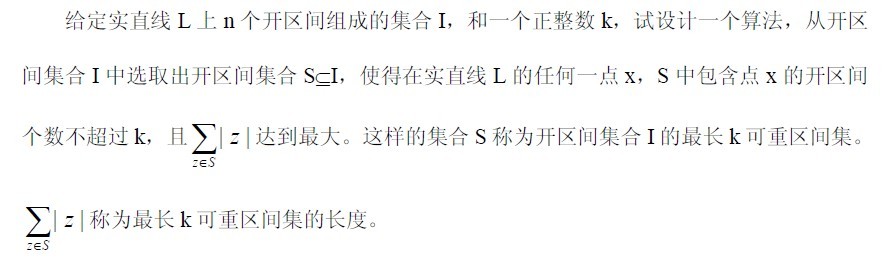 给定实直线 L 上 n 个开区间组成的集合 I，和一个正整数 k，试设计一个算法，从开区
间集合 I 中选取出开区间集合 S⊆I，使得在实直线 L 的任何一点 x，S 中包含点 x 的开区间
个数不超过 k，且∑z∈S | z |达到最大。这样的集合 S 称为开区间集合 I 的最长 k 可重区间集。
∑z∈S | z |称为最长 k 可重区间集的长度。